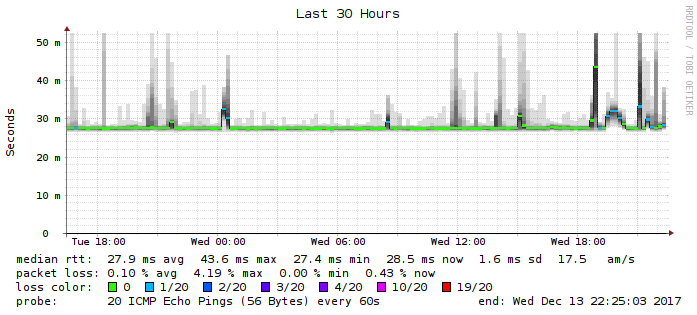 Last 30 Hours
RRDTOOL / TOBI OETIKER
Seconds
50 m
40 m
30 m
20 m
10 m
0
Tue 18:00 Wed 00:00 Wed 06:00 Wed 12:00 Wed 18:00
median rtt: 27.9 ms avg 43.6 ms max 27.4 ms min 28.5 ms now 1.6 ms sd 17.5 am/s
packet loss: 0.10 % avg 4.19 % max 0.00 % min 0.43 % now
loss color: 0 1/20 2/20 3/20 4/20 10/20 19/20
probe: 20 ICMP Echo Pings (56 Bytes) every 60s end: Wed Dec 13 22:25:03 2017